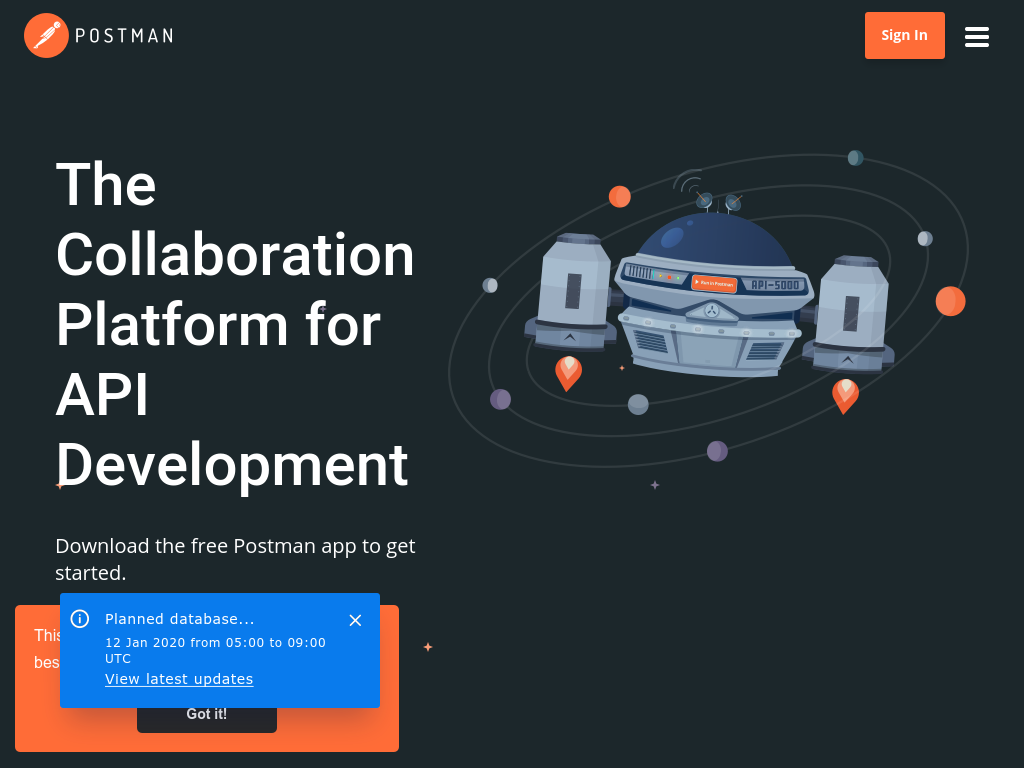 POSTMAN
Sign In
The
Collaboration
Platform for
API
Development
Run in Postman
API-5000
Download the free Postman app to get
started.
This
bes
Planned database...
12 Jan 2020 from 05:00 to 09:00
UTC
View latest updates
Got it!